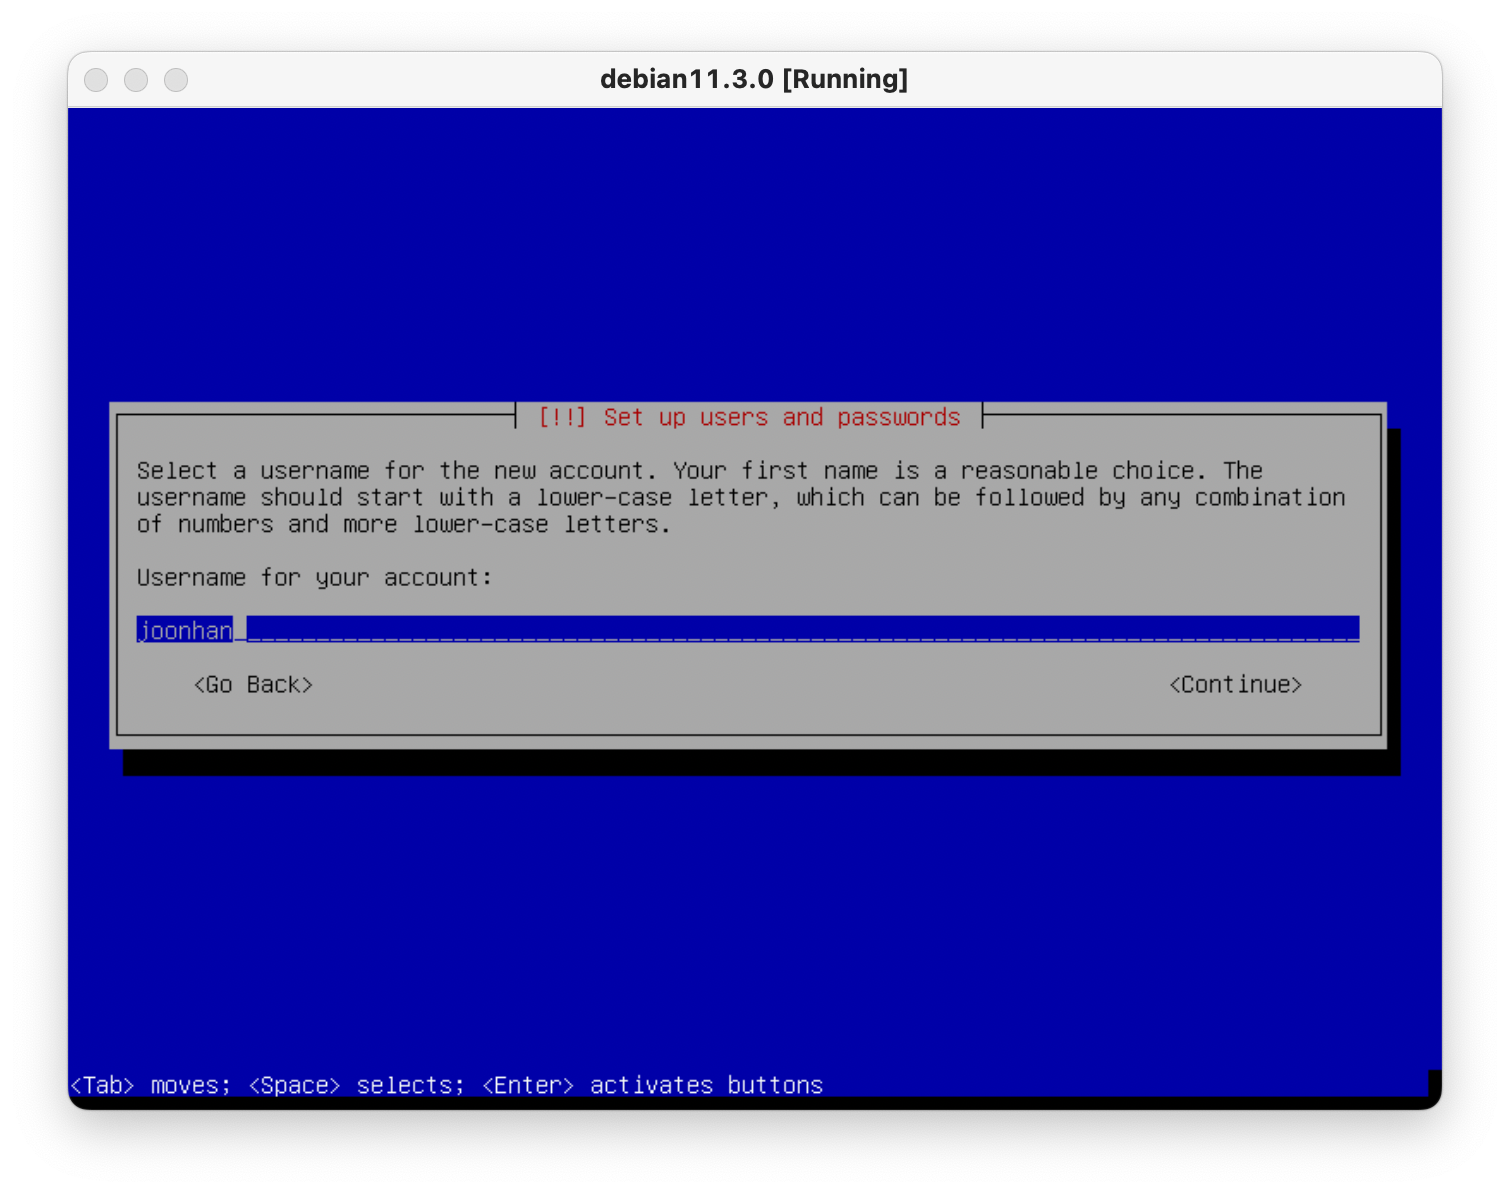 debian11.3.0 [Running]
[!!] Set up users and passwords
Select a username for the new account. Your first name is a reasonable choice. The
username should start with a lower-case letter, which can be followed by any combination
of numbers and more lower-case letters.
Username for your account:
joonhan
<Go Back> <Continue>
<Tab> moves; <Space> selects; <Enter> activates buttons